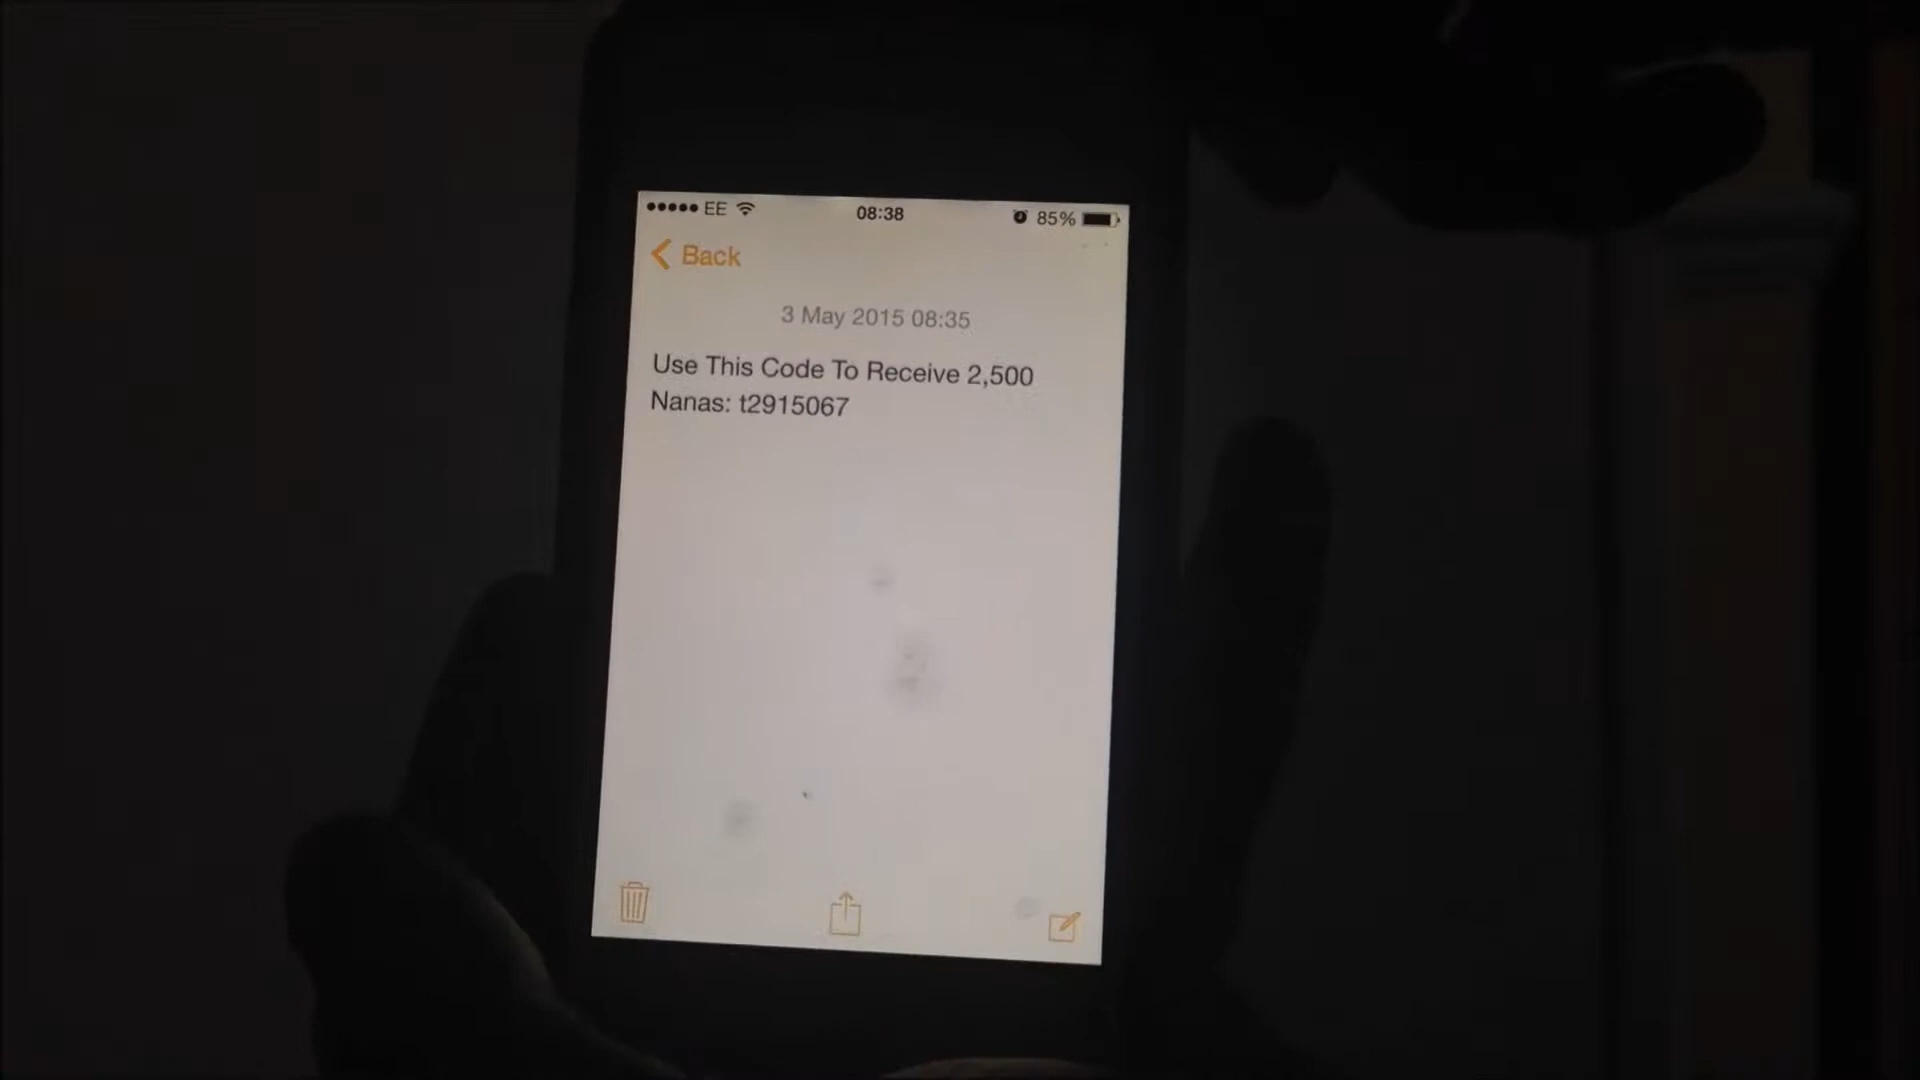 EE 08:38 85%
Back
3 May 2015 08:35
Use This Code To Receive 2,500
Nanas: t2915067